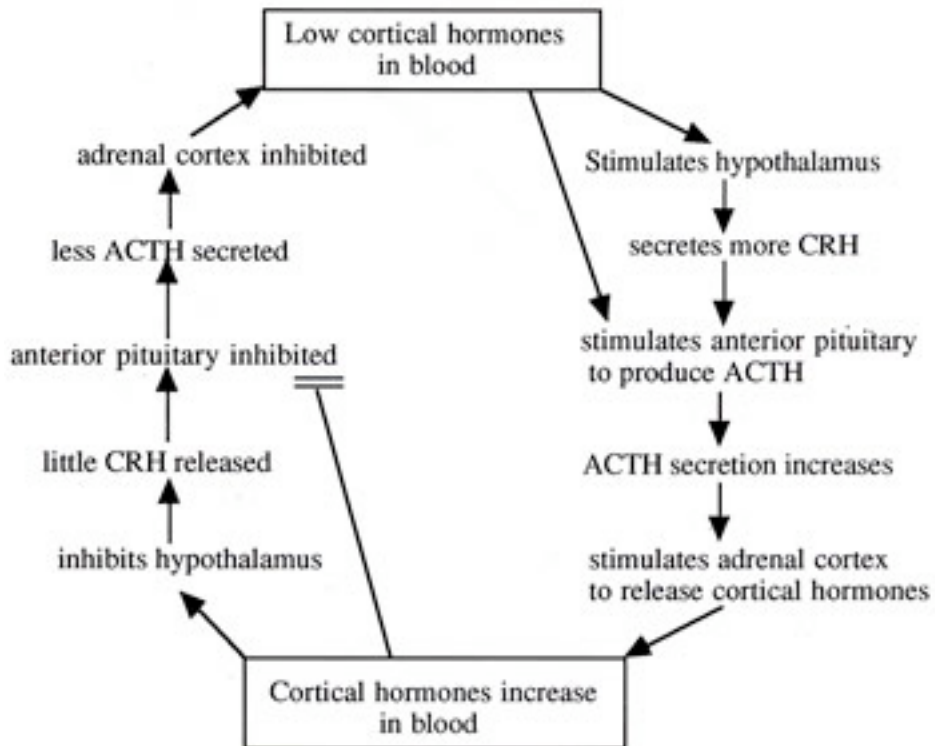 Low cortical hormones
in blood
Stimulates hypothalamus
secretes more CRH
stimulates anterior pituitary
to produce ACTH
ACTH secretion increases
stimulates adrenal cortex
to release cortical hormones
Cortical hormones increase
in blood
inhibits hypothalamus
little CRH released
anterior pituitary inhibited
less ACTH secreted
adrenal cortex inhibited